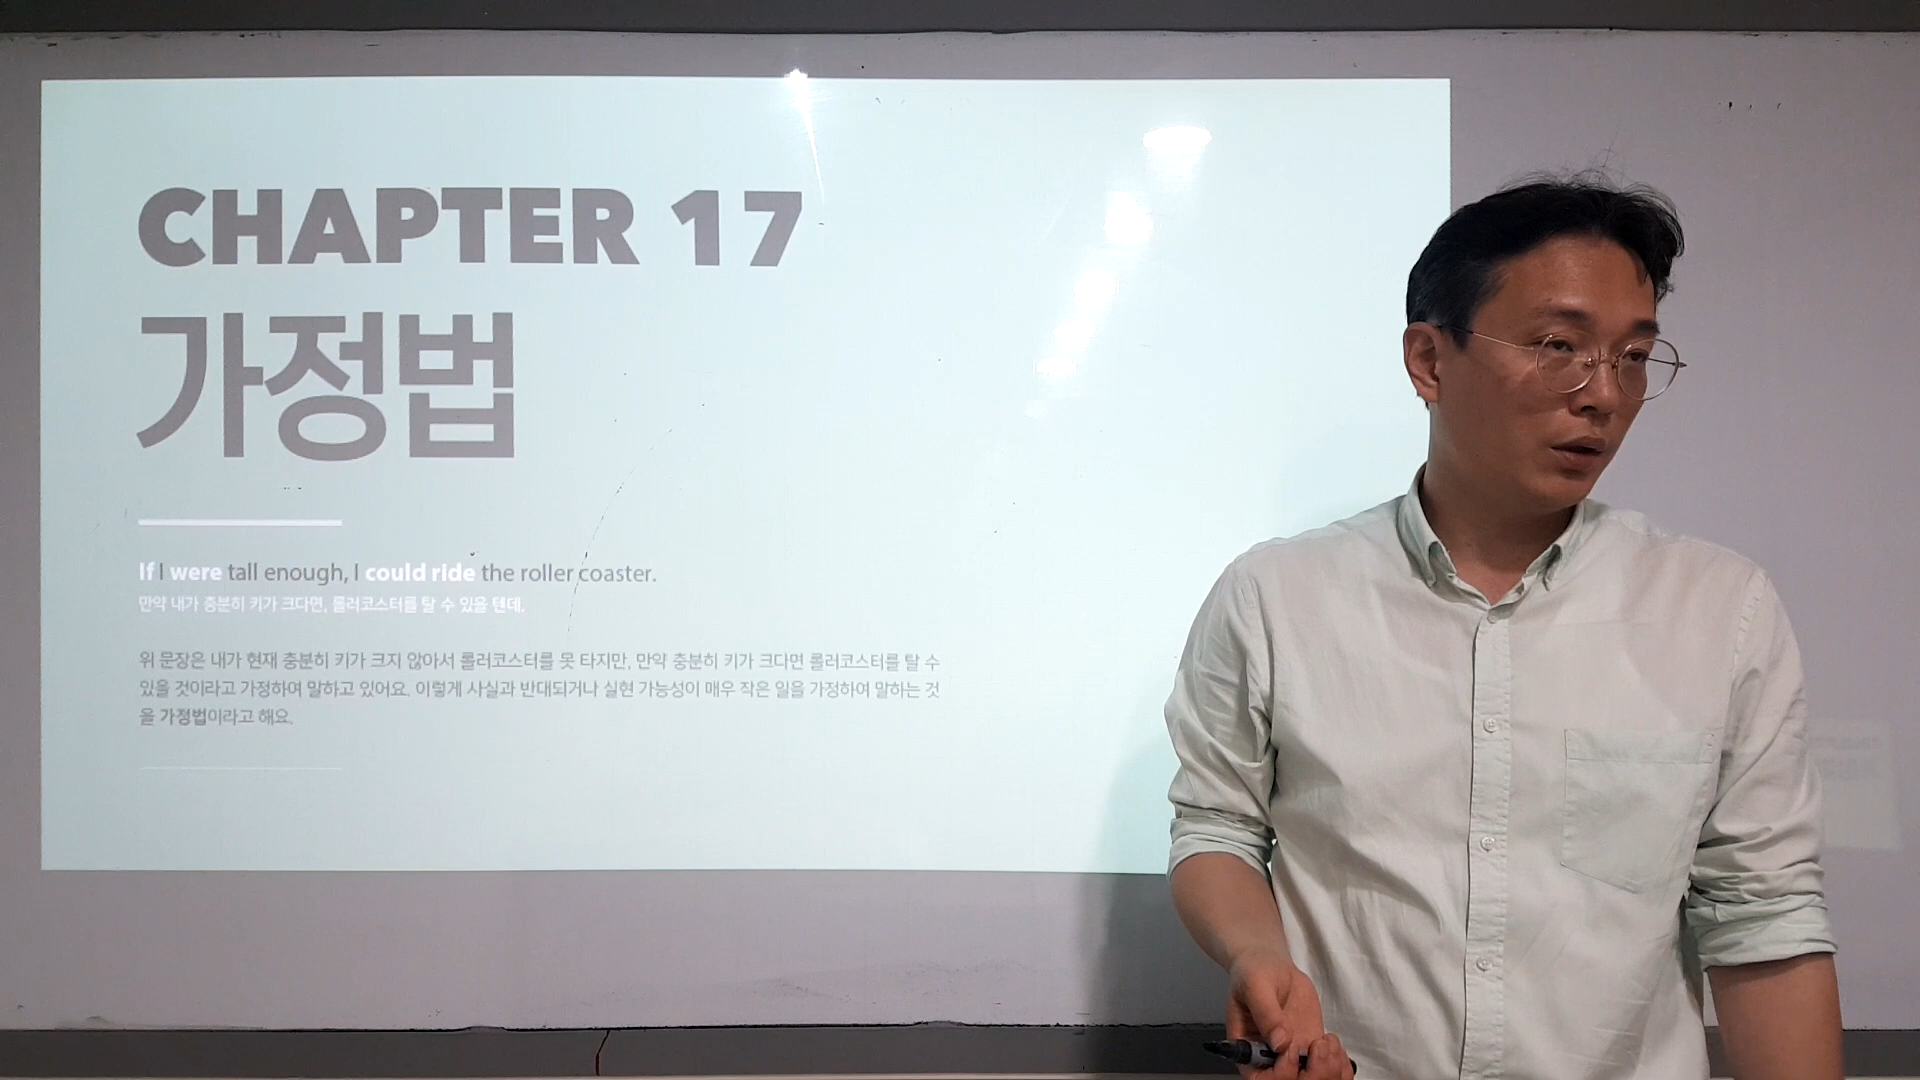 CHAPTER 17
가정법
If I were tall enough, I could ride the roller coaster.
만약 내가 충분히 키가 크다면, 롤러코스터를 탈 수 있을 텐데.
위 문장은 내가 현재 충분히 키가 크지 않아서 롤러코스터를 못 타지만, 만약 충분히 키가 크다면 롤러코스터를 탈 수
있을 것이라고 가정하여 말하고 있어요. 이렇게 사실과 반대되거나 실현 가능성이 매우 작은 일을 가정하여 말하는 것
을 가정법이라고 해요.